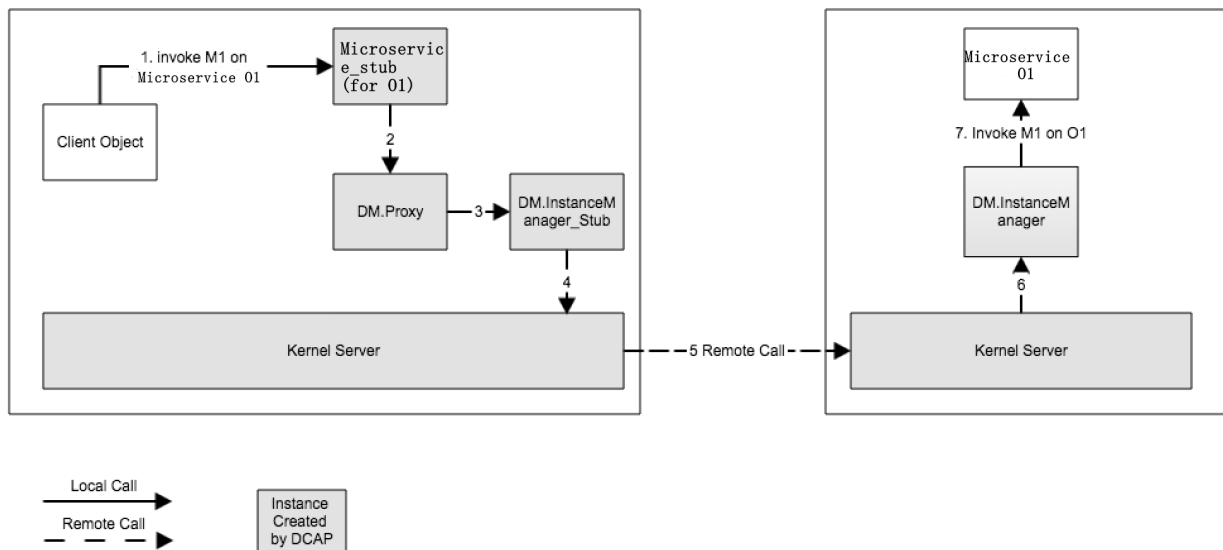 1. invoke M1 on
Microservice O1
Microservic
e_stub
(for O1)
Client Object
2
DM.Proxy
3
DM.InstanceM
anager_Stub
4
Kernel Server
5 Remote Call
Microservice
O1
7. Invoke M1 on O1
DM.InstanceM
anager
6
Kernel Server
Local Call
Remote Call
Instance
Created
by DCAP